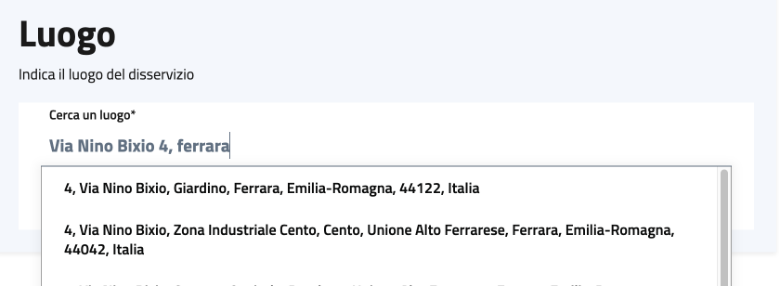 Luogo
Indica il luogo del disservizio
Cerca un luogo*
Via Nino Bixio 4, ferrara
4, Via Nino Bixio, Giardino, Ferrara, Emilia-Romagna, 44122, Italia
4, Via Nino Bixio, Zona Industriale Cento, Cento, Unione Alto Ferrarese, Ferrara, Emilia-Romagna,
44042, Italia